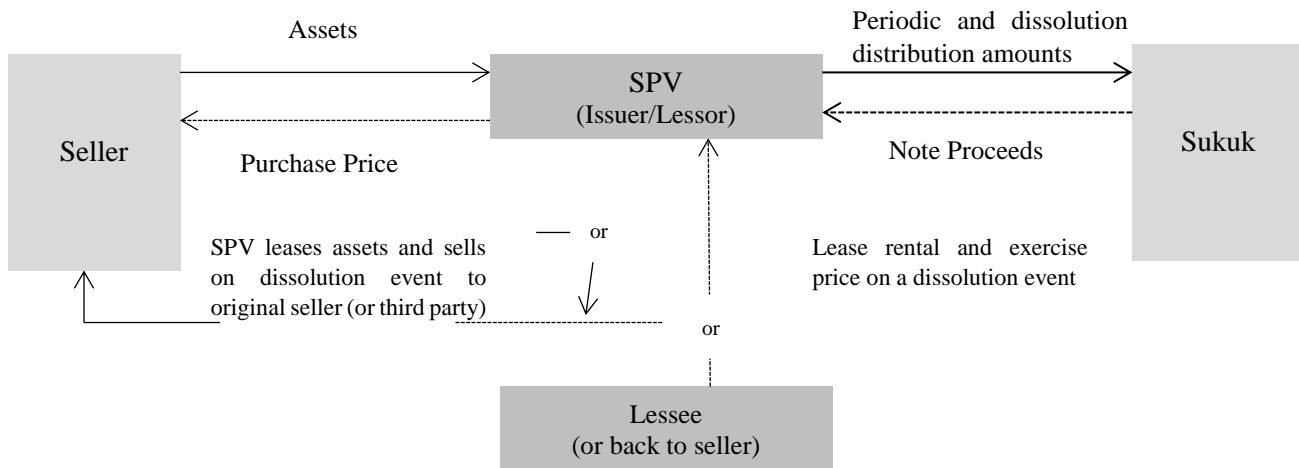 Assets
Periodic and dissolution
distribution amounts
SPV
(Issuer/Lessor)
Seller
Sukuk
Purchase Price
Note Proceeds
SPV leases assets and sells
on dissolution event to
original seller (or third party)
or
Lease rental and exercise
price on a dissolution event
or
Lessee
(or back to seller)